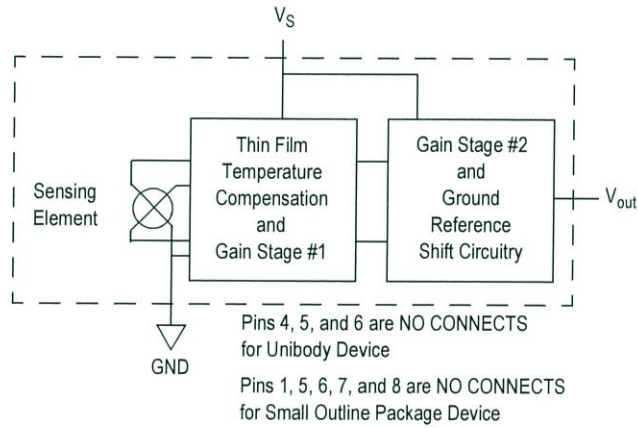 V_S
Sensing
Element
Thin Film
Temperature
Compensation
and
Gain Stage #1
Gain Stage #2
and
Ground
Reference
Shift Circuitry
V_out
GND
Pins 4, 5, and 6 are NO CONNECTS
for Unibody Device
Pins 1, 5, 6, 7, and 8 are NO CONNECTS
for Small Outline Package Device